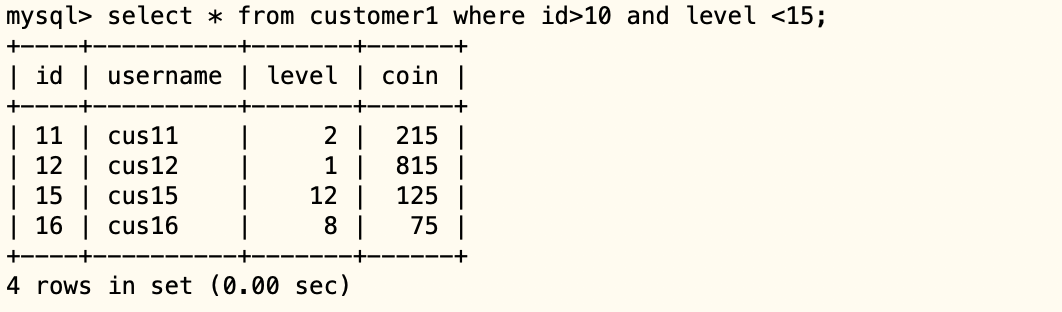 mysql> select * from customer1 where id>10 and level <15;
+----+----------+-------+------+
| id | username | level | coin |
+----+----------+-------+------+
| 11 | cus11    |     2 |  215 |
| 12 | cus12    |     1 |  815 |
| 15 | cus15    |    12 |  125 |
| 16 | cus16    |     8 |   75 |
+----+----------+-------+------+
4 rows in set (0.00 sec)